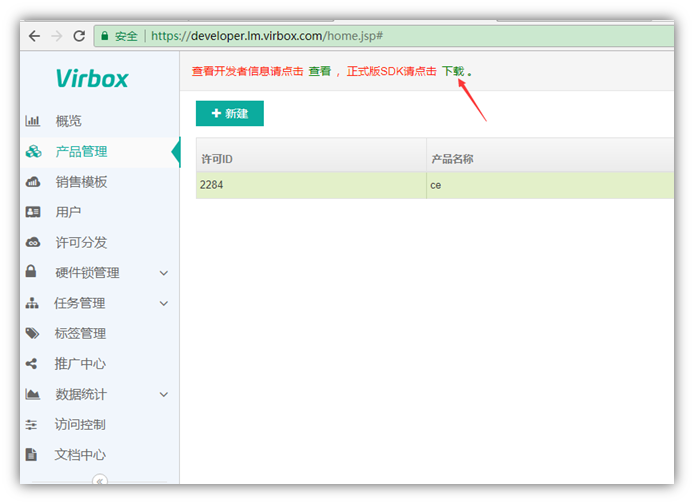 安全 | https://developer.lm.virbox.com/home.jsp#
Virbox
查看开发者信息请点击 查看 ，正式版SDK请点击 下载 。
概览
产品管理
销售模板
用户
许可分发
硬件锁管理
任务管理
标签管理
推广中心
数据统计
访问控制
文档中心
+ 新建
许可ID 产品名称
2284 ce